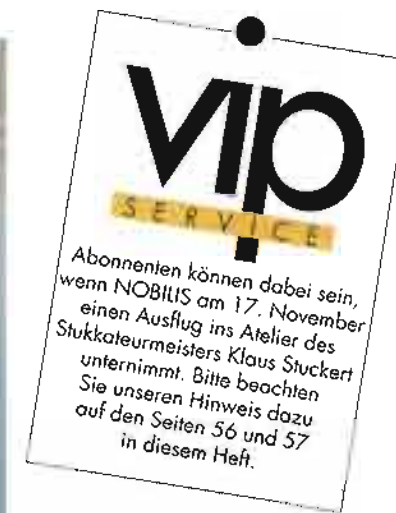 vip
SERVICE
Abonnenten können dabei sein,
wenn NOBILIS am 17. November
einen Ausflug ins Atelier des
Stukkateurmeisters Klaus Stuckert
unternimmt. Bitte beachten
Sie unseren Hinweis dazu
auf den Seiten 56 und 57
in diesem Heft.